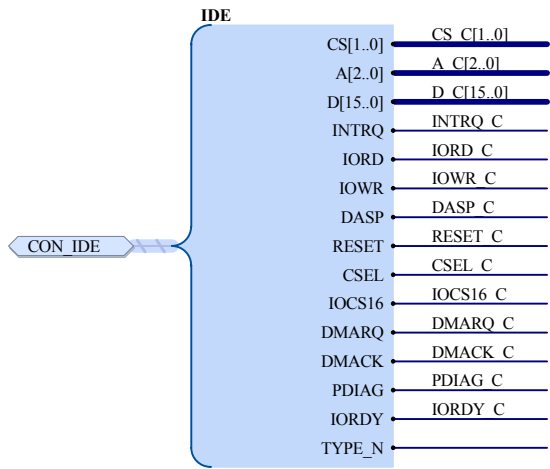 IDE
CS[1..0] CS_C[1..0]
A[2..0] A_C[2..0]
D[15..0] D_C[15..0]
INTRQ INTRQ_C
IORD IORD_C
IOWR IOWR_C
DASP DASP_C
RESET RESET_C
CON_IDE
CSEL CSEL_C
IOCS16 IOCS16_C
DMARQ DMARQ_C
DMACK DMACK_C
PDIAG PDIAG_C
IORDY IORDY_C
TYPE_N